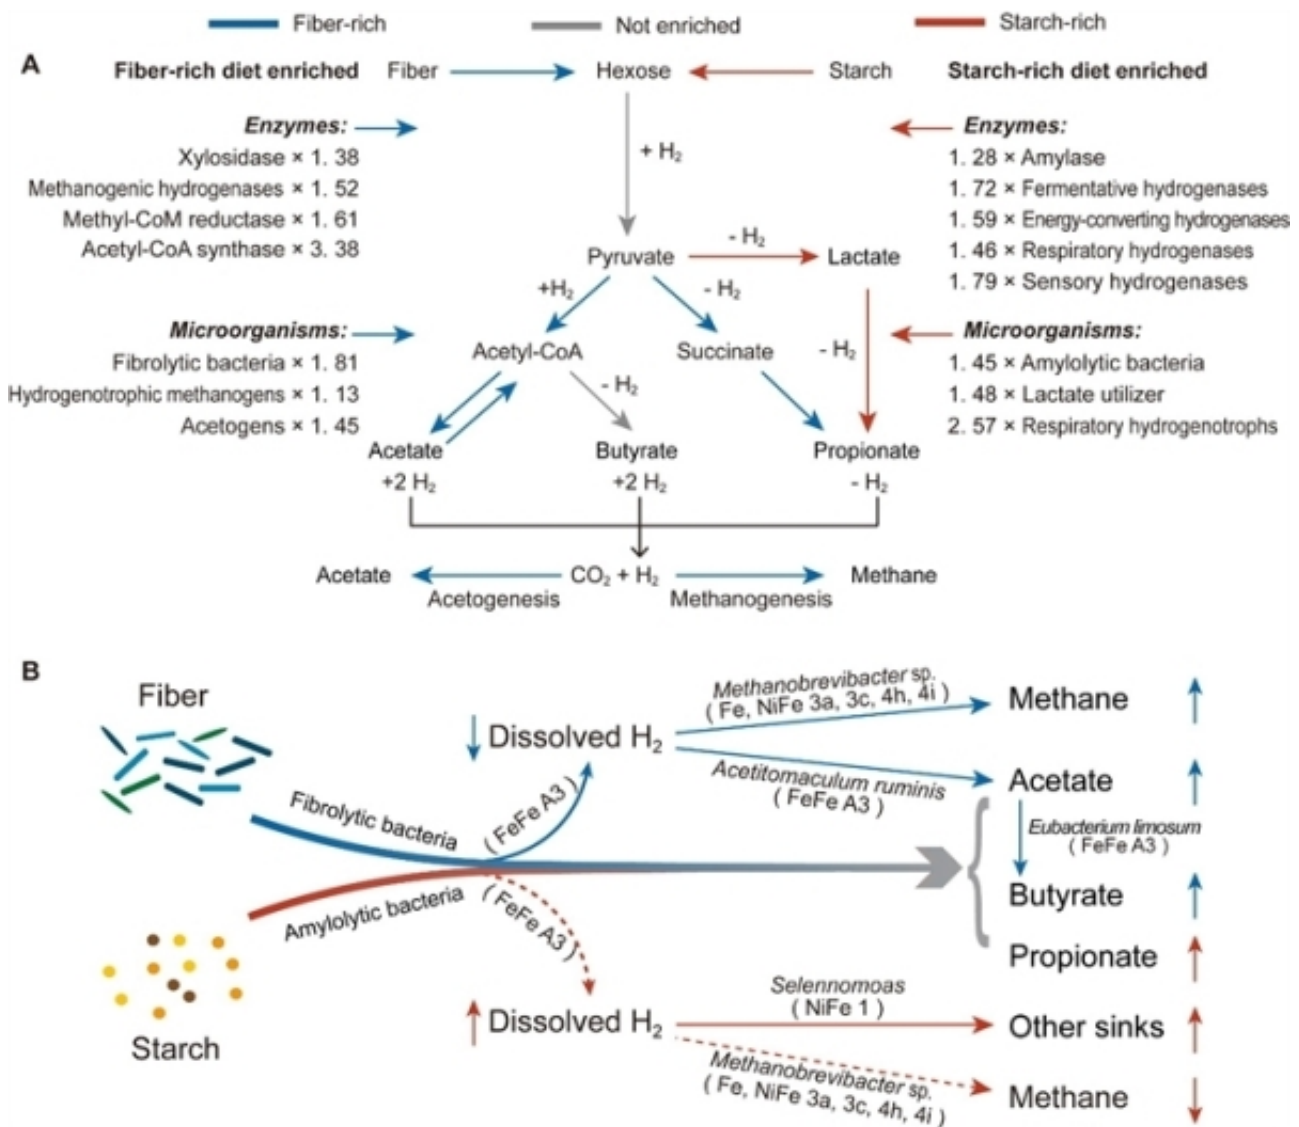 Fiber-rich Not enriched Starch-rich
A
Fiber-rich diet enriched Fiber Hexose Starch Starch-rich diet enriched
Enzymes:
Xylosidase × 1. 38
Methanogenic hydrogenases × 1. 52
Methyl-CoM reductase × 1. 61
Acetyl-CoA synthase × 3. 38
Microorganisms:
Fibrolytic bacteria × 1. 81
Hydrogenotrophic methanogens × 1. 13
Acetogens × 1. 45
+ H₂
Pyruvate - H₂ Lactate
+H₂ - H₂
Acetyl-CoA Succinate - H₂
- H₂
Acetate Butyrate Propionate
+2 H₂ +2 H₂ - H₂
Acetate CO₂ + H₂ Methane
Acetogenesis Methanogenesis
Enzymes:
1. 28 × Amylase
1. 72 × Fermentative hydrogenases
1. 59 × Energy-converting hydrogenases
1. 46 × Respiratory hydrogenases
1. 79 × Sensory hydrogenases
Microorganisms:
1. 45 × Amylolytic bacteria
1. 48 × Lactate utilizer
2. 57 × Respiratory hydrogenotrophs
B
Fiber
Fibrolytic bacteria
( FeFe A3 )
Dissolved H₂
Methanobrevibacter sp.
( Fe, NiFe 3a, 3c, 4h, 4i )
Methane
Acetitomaculum ruminis
( FeFe A3 )
Acetate
Eubacterium limosum
( FeFe A3 )
Butyrate
Propionate
Amylolytic bacteria
( FeFe A3 )
Starch
Dissolved H₂
Selennomoas
( NiFe 1 )
Other sinks
Methanobrevibacter sp.
( Fe, NiFe 3a, 3c, 4h, 4i )
Methane